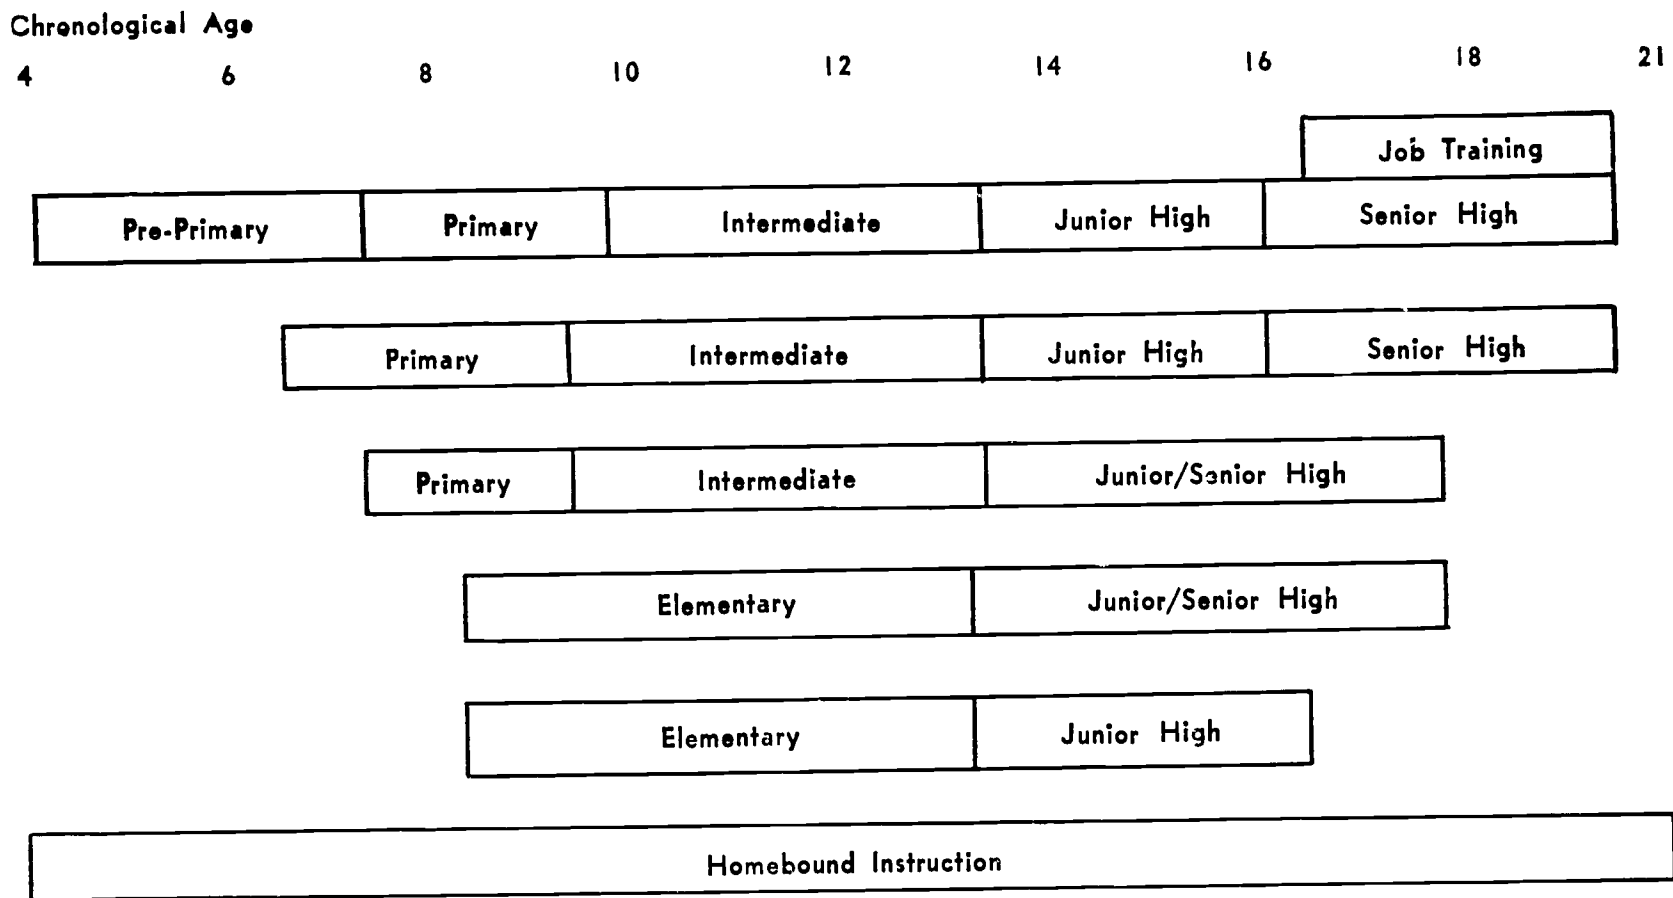 Chronological Age
4 6 8 10 12 14 16 18 21
Job Training
Pre-Primary Primary Intermediate Junior High Senior High
Primary Intermediate Junior High Senior High
Primary Intermediate Junior/Senior High
Elementary Junior/Senior High
Elementary Junior High
Homebound Instruction